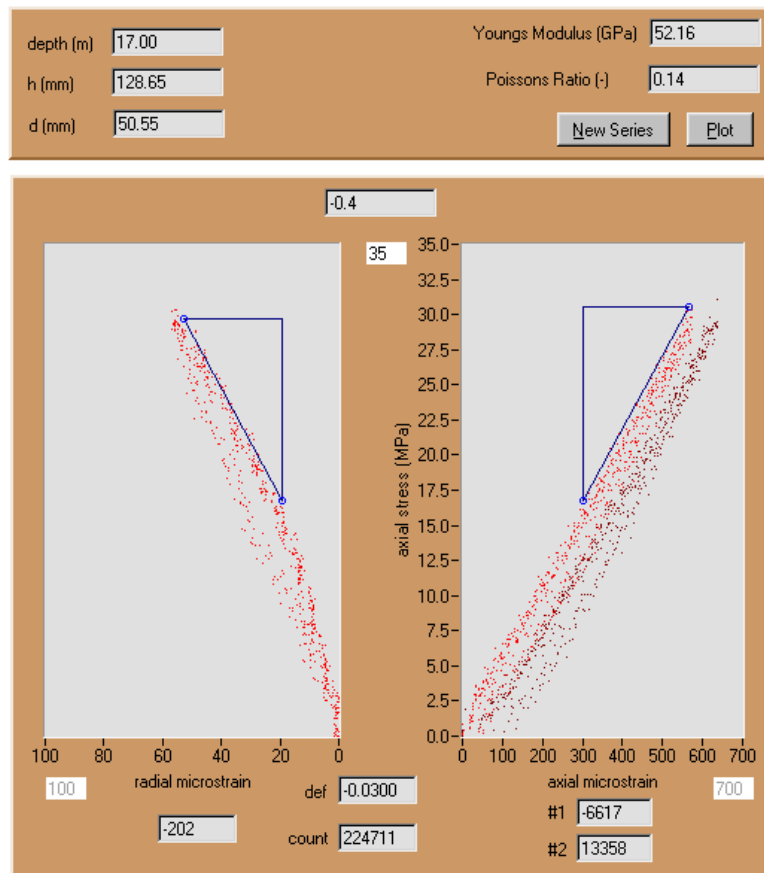 depth (m) 17.00 Youngs Modulus (GPa) 52.16
h (mm) 128.65 Poissons Ratio (-) 0.14
d (mm) 50.55 New Series Plot
-0.4
35
35.0
32.5
30.0
27.5
25.0
22.5
20.0
17.5
15.0
12.5
10.0
7.5
5.0
2.5
0.0
axial stress (MPa)
100 80 60 40 20 0
0 100 200 300 400 500 600 700
100 radial microstrain axial microstrain 700
def -0.0300 #1 -6617
-202 count 224711 #2 13358